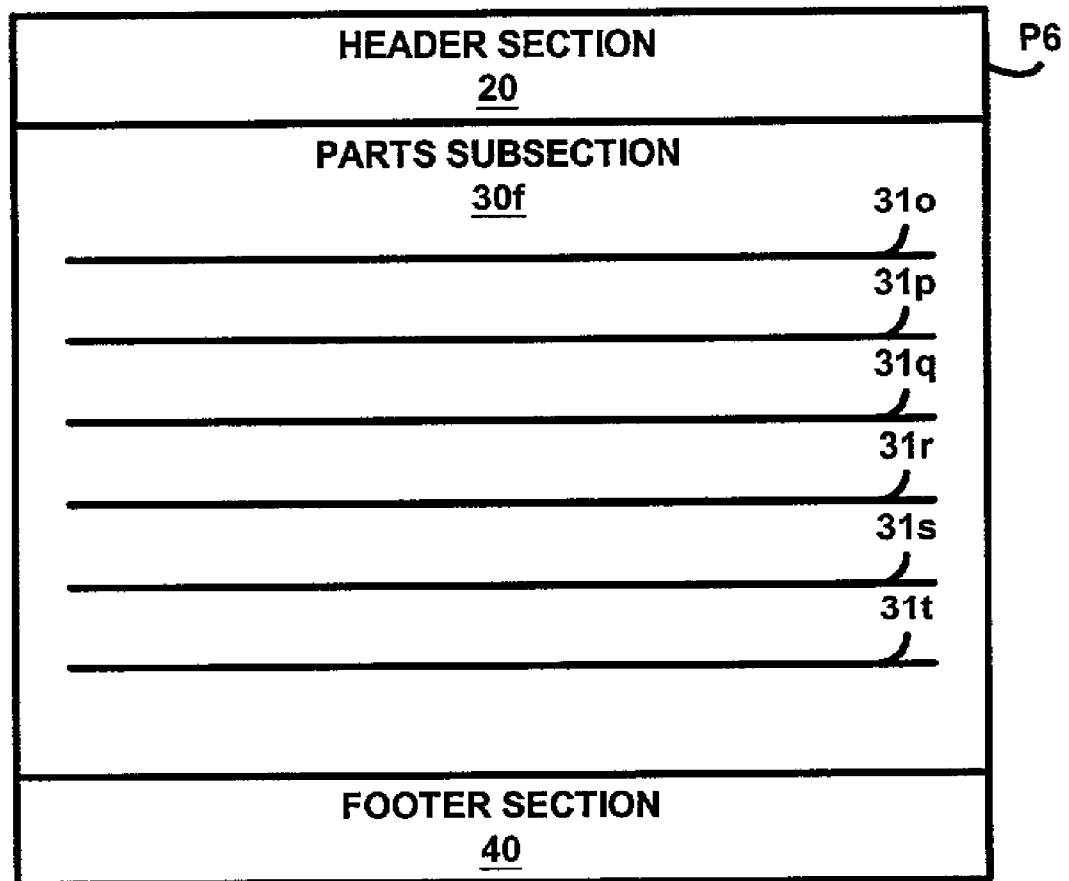 HEADER SECTION
20
P6
PARTS SUBSECTION
30f
31o
31p
31q
31r
31s
31t
FOOTER SECTION
40